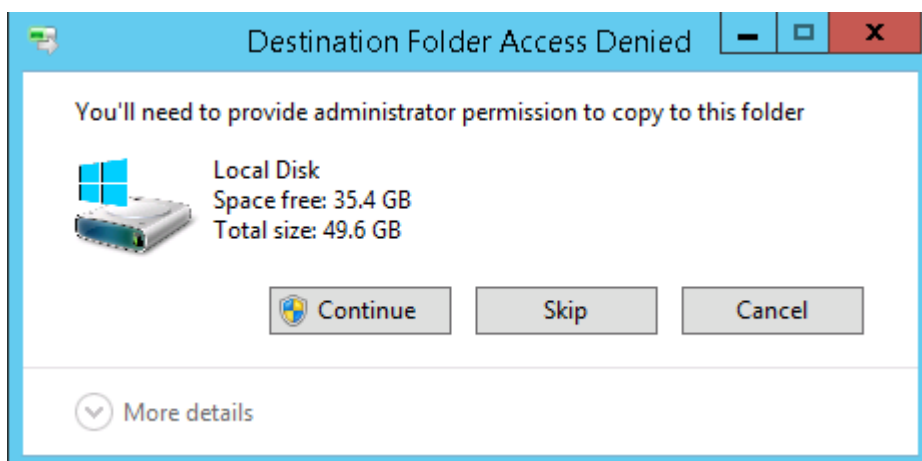 Destination Folder Access Denied
You'll need to provide administrator permission to copy to this folder
Local Disk
Space free: 35.4 GB
Total size: 49.6 GB
Continue
Skip
Cancel
More details